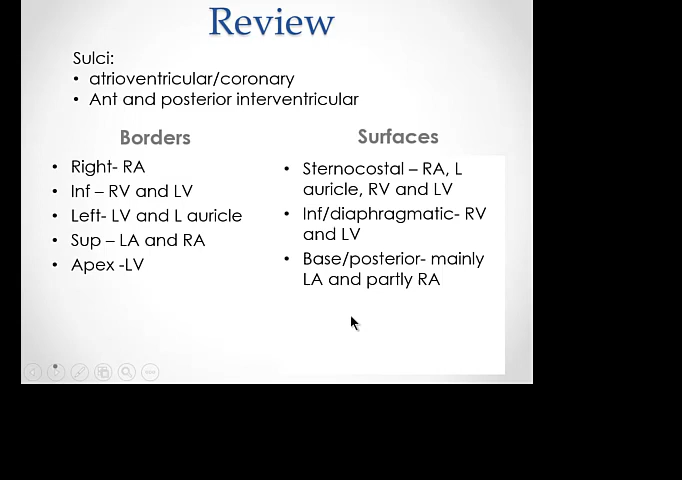 Review
Sulci:
• atrioventricular/coronary
• Ant and posterior interventricular
Borders
• Right- RA
• Inf – RV and LV
• Left- LV and L auricle
• Sup – LA and RA
• Apex -LV
Surfaces
• Sternocostal – RA, L
auricle, RV and LV
• Inf/diaphragmatic- RV
and LV
• Base/posterior- mainly
LA and partly RA